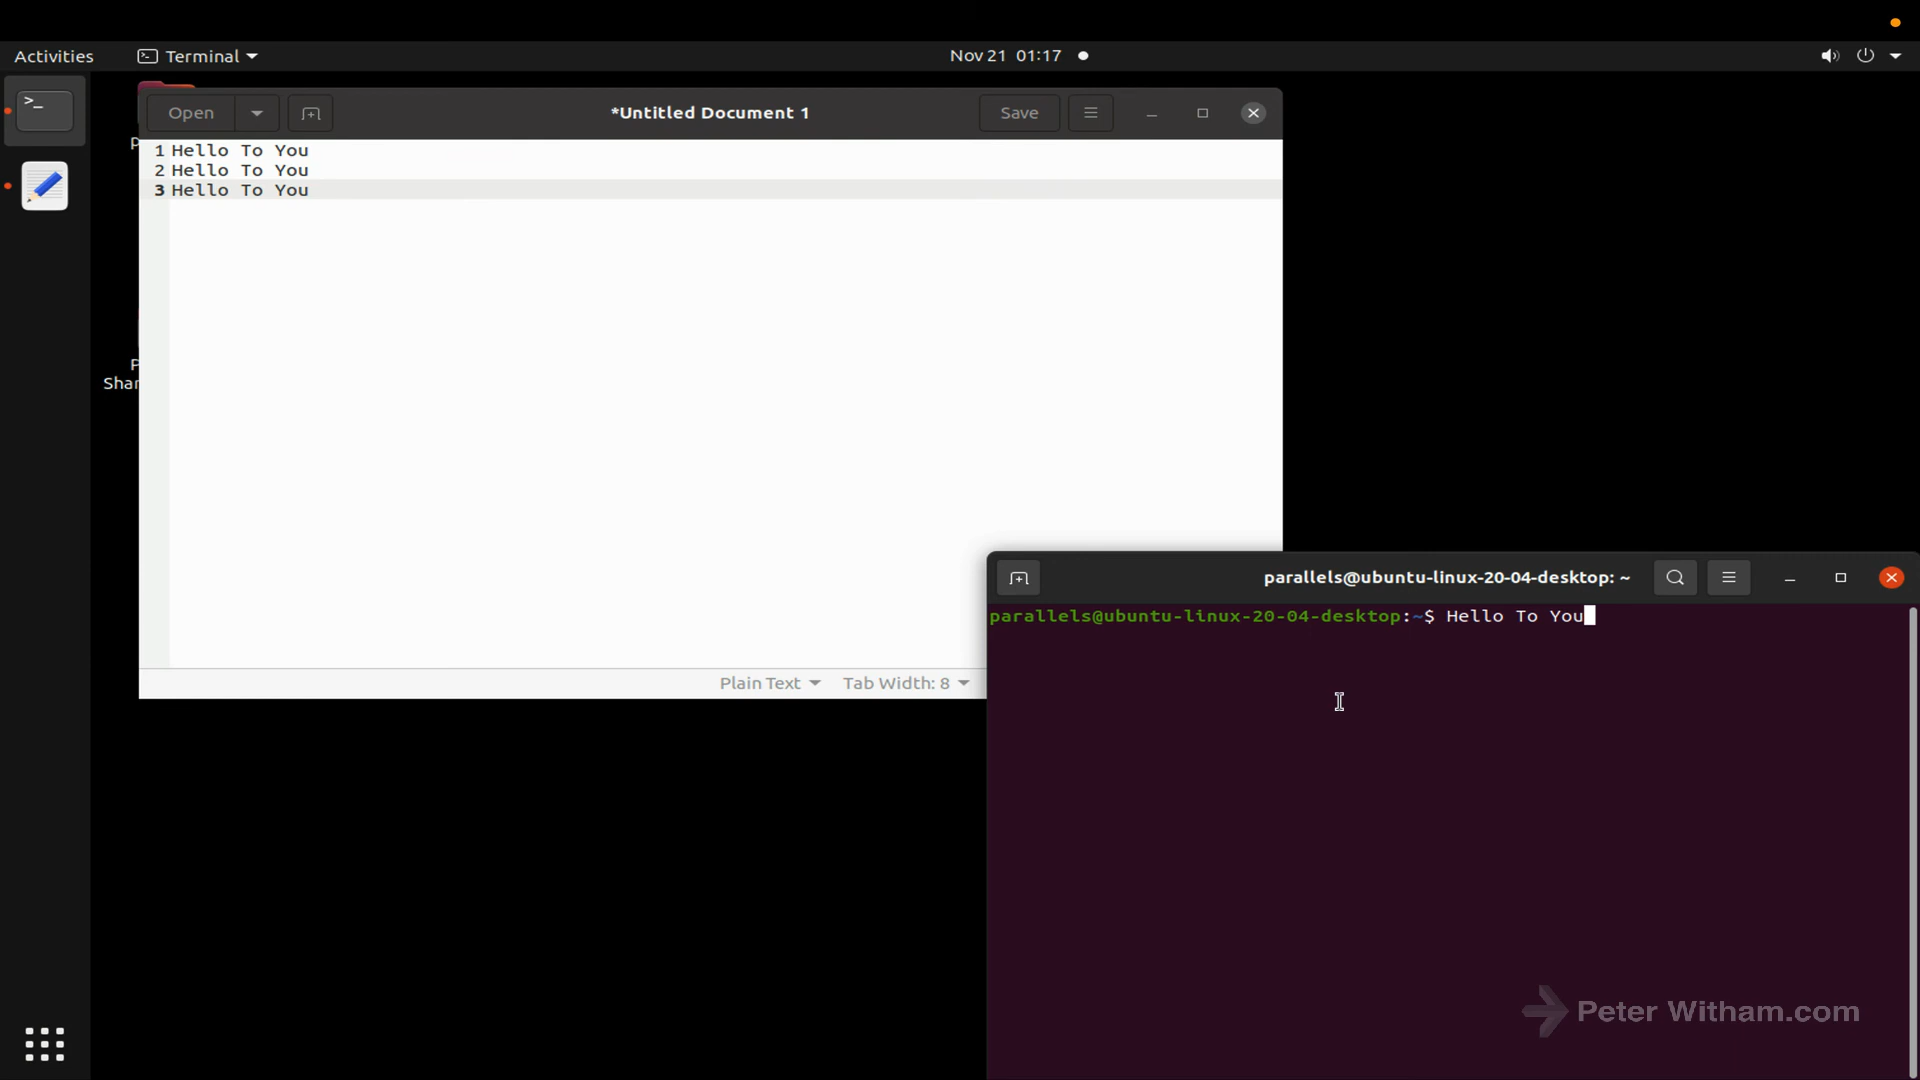 Activities
Terminal
Nov 21 01:17
Open
*Untitled Document 1
Save
1 Hello To You
2 Hello To You
3 Hello To You
P
Shar
Plain Text
Tab Width: 8
parallels@ubuntu-linux-20-04-desktop: ~
parallels@ubuntu-linux-20-04-desktop:~$ Hello To You
Peter Witham.com